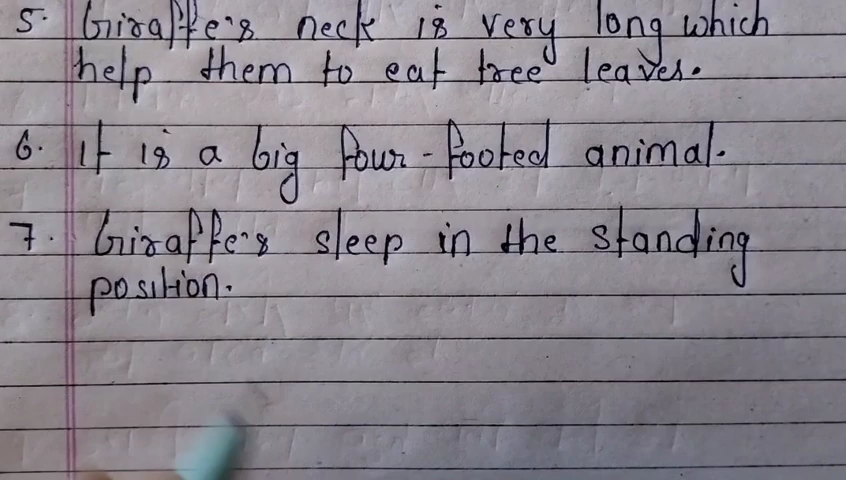 5. Giraffe's neck is very long which
help them to eat tree leaves.
6. It is a big four-footed animal.
7. Giraffe's sleep in the standing
position.